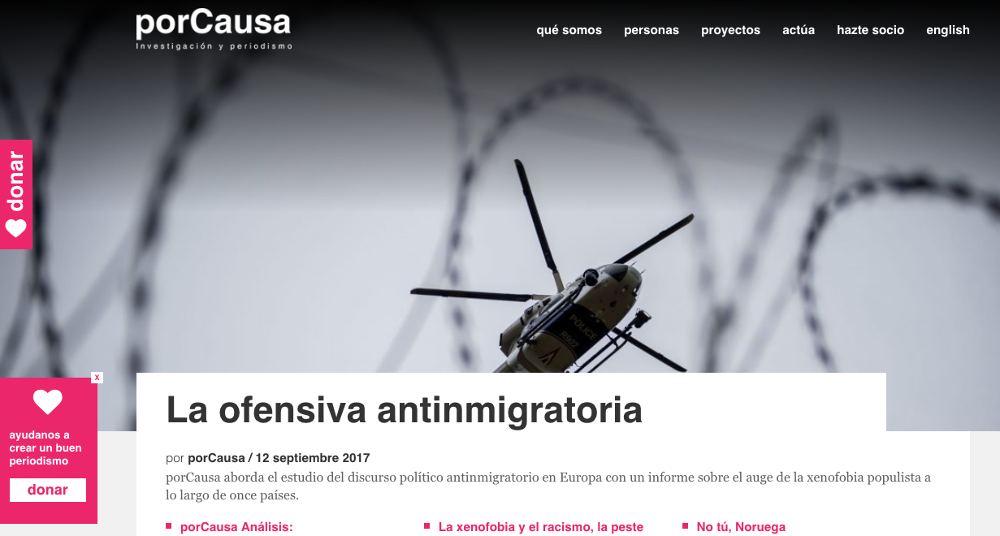 porCausa
Investigación y periodismo
qué somos personas proyectos actúa hazte socio english
donar
POLICE
R902
x
ayudanos a
crear un buen
periodismo
donar
La ofensiva antinmigratoria
por porCausa / 12 septiembre 2017
porCausa aborda el estudio del discurso político antinmigratorio en Europa con un informe sobre el auge de la xenofobia populista a
lo largo de once países.
porCausa Análisis:
La xenofobia y el racismo, la peste
No tú, Noruega